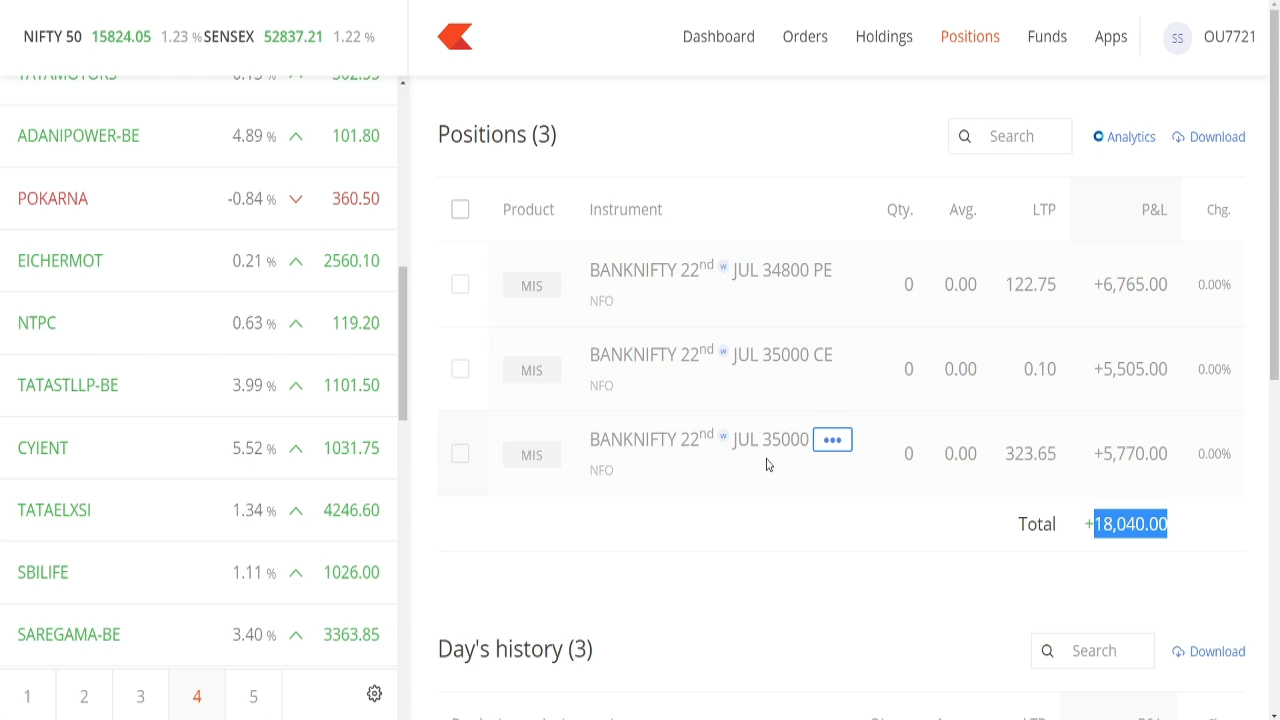 NIFTY 50 15824.05 1.23 % SENSEX 52837.21 1.22 %
Dashboard Orders Holdings Positions Funds Apps SS OU7721
TATAMOTORS
ADANIPOWER-BE 4.89 % 101.80
POKARNA -0.84 % 360.50
EICHERMOT 0.21 % 2560.10
NTPC 0.63 % 119.20
TATASTLLP-BE 3.99 % 1101.50
CYIENT 5.52 % 1031.75
TATAELXSI 1.34 % 4246.60
SBILIFE 1.11 % 1026.00
SAREGAMA-BE 3.40 % 3363.85
1 2 3 4 5
Positions (3) Search Analytics Download
Product Instrument Qty. Avg. LTP P&L Chg.
MIS BANKNIFTY 22nd w JUL 34800 PE 0 0.00 122.75 +6,765.00 0.00%
NFO
MIS BANKNIFTY 22nd w JUL 35000 CE 0 0.00 0.10 +5,505.00 0.00%
NFO
MIS BANKNIFTY 22nd w JUL 35000 ••• 0 0.00 323.65 +5,770.00 0.00%
NFO
Total +18,040.00
Day's history (3) Search Download